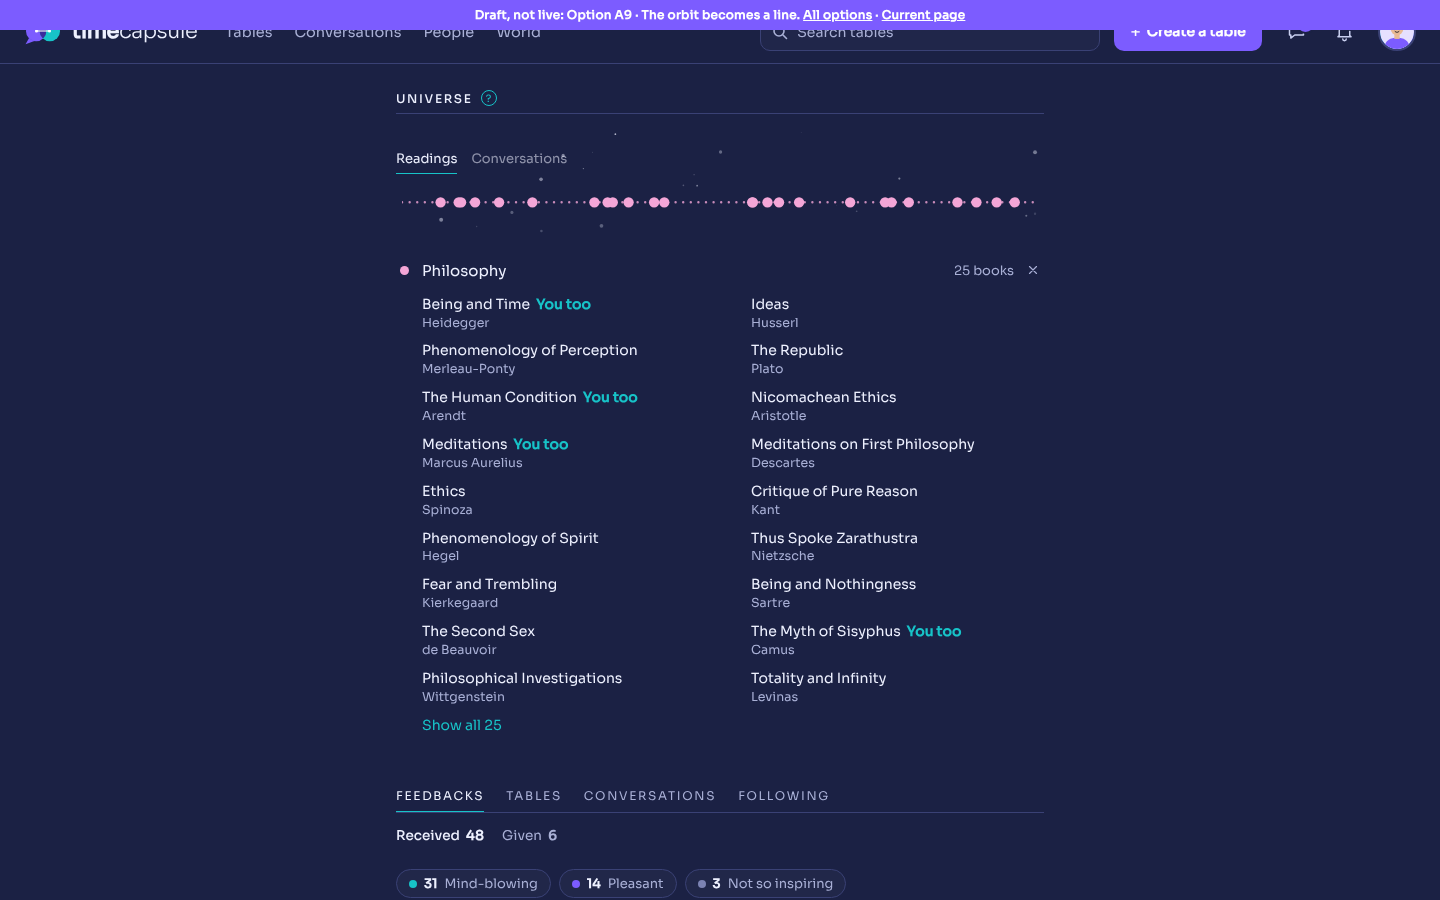 Draft, not live: Option A9 · The orbit becomes a line. All options · Current page
timecapsule Tables Conversations People World Search tables + Create a table
UNIVERSE ?
Readings Conversations
Philosophy 25 books ×
Being and Time You too
Heidegger
Ideas
Husserl
Phenomenology of Perception
Merleau-Ponty
The Republic
Plato
The Human Condition You too
Arendt
Nicomachean Ethics
Aristotle
Meditations You too
Marcus Aurelius
Meditations on First Philosophy
Descartes
Ethics
Spinoza
Critique of Pure Reason
Kant
Phenomenology of Spirit
Hegel
Thus Spoke Zarathustra
Nietzsche
Fear and Trembling
Kierkegaard
Being and Nothingness
Sartre
The Second Sex
de Beauvoir
The Myth of Sisyphus You too
Camus
Philosophical Investigations
Wittgenstein
Totality and Infinity
Levinas
Show all 25
FEEDBACKS TABLES CONVERSATIONS FOLLOWING
Received 48 Given 6
31 Mind-blowing 14 Pleasant 3 Not so inspiring